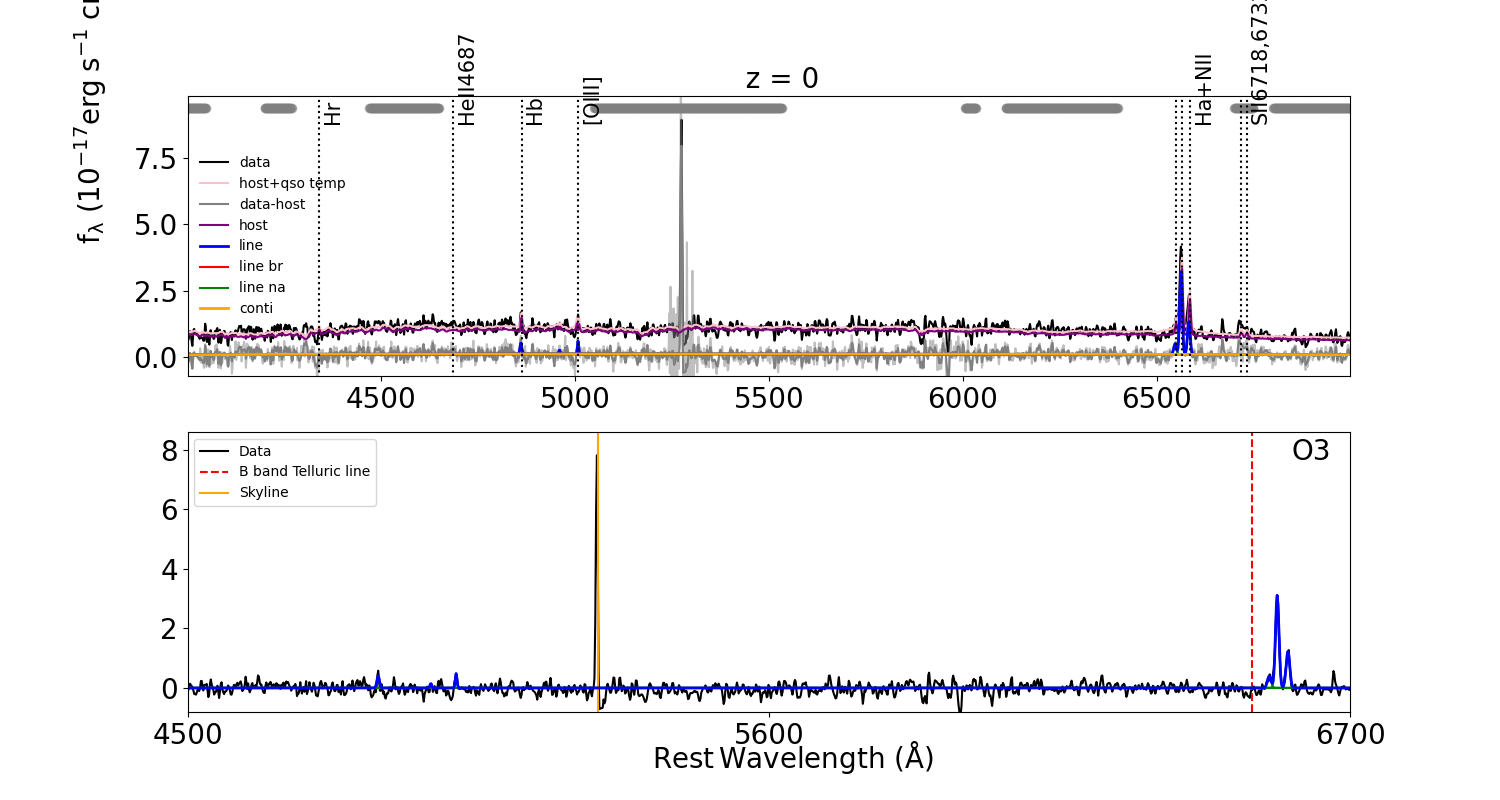 z = 0
f_λ (10^−17 erg s^−1
Hr
HeII4687
Hb
[OIII]
Ha+NII
SII6718,673
7.5
5.0
2.5
0.0
data
host+qso temp
data-host
host
line
line br
line na
conti
4500
5000
5500
6000
6500
8
6
4
2
0
Data
B band Telluric line
Skyline
O3
4500
5600
6700
Rest Wavelength (Å)